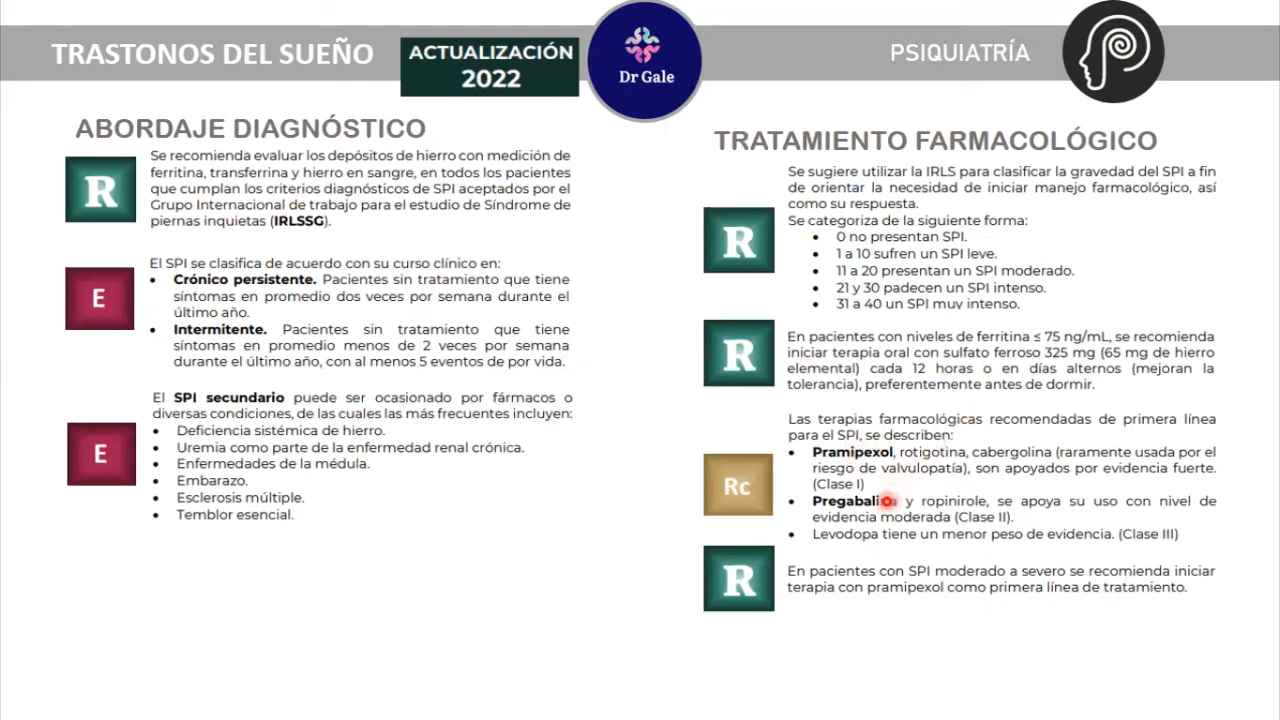 TRASTONOS DEL SUEÑO
ACTUALIZACIÓN
2022
Dr Gale
PSIQUIATRÍA
ABORDAJE DIAGNÓSTICO
R
Se recomienda evaluar los depósitos de hierro con medición de
ferritina, transferrina y hierro en sangre, en todos los pacientes
que cumplan los criterios diagnósticos de SPI aceptados por el
Grupo Internacional de trabajo para el estudio de Síndrome de
piernas inquietas (IRLSSG).
E
El SPI se clasifica de acuerdo con su curso clínico en:
• Crónico persistente. Pacientes sin tratamiento que tiene
síntomas en promedio dos veces por semana durante el
último año.
• Intermitente. Pacientes sin tratamiento que tiene
síntomas en promedio menos de 2 veces por semana
durante el último año, con al menos 5 eventos de por vida.
E
El SPI secundario puede ser ocasionado por fármacos o
diversas condiciones, de las cuales las más frecuentes incluyen:
• Deficiencia sistémica de hierro.
• Uremia como parte de la enfermedad renal crónica.
• Enfermedades de la médula.
• Embarazo.
• Esclerosis múltiple.
• Temblor esencial.
TRATAMIENTO FARMACOLÓGICO
R
Se sugiere utilizar la IRLS para clasificar la gravedad del SPI a fin
de orientar la necesidad de iniciar manejo farmacológico, así
como su respuesta.
Se categoriza de la siguiente forma:
• 0 no presentan SPI.
• 1 a 10 sufren un SPI leve.
• 11 a 20 presentan un SPI moderado.
• 21 y 30 padecen un SPI intenso.
• 31 a 40 un SPI muy intenso.
R
En pacientes con niveles de ferritina ≤ 75 ng/mL, se recomienda
iniciar terapia oral con sulfato ferroso 325 mg (65 mg de hierro
elemental) cada 12 horas o en días alternos (mejoran la
tolerancia), preferentemente antes de dormir.
Rc
Las terapias farmacológicas recomendadas de primera línea
para el SPI, se describen:
• Pramipexol, rotigotina, cabergolina (raramente usada por el
riesgo de valvulopatía), son apoyados por evidencia fuerte.
(Clase I)
• y ropinirole, se apoya su uso con nivel de
evidencia moderada (Clase II).
• Levodopa tiene un menor peso de evidencia. (Clase III)
R
En pacientes con SPI moderado a severo se recomienda iniciar
terapia con pramipexol como primera línea de tratamiento.